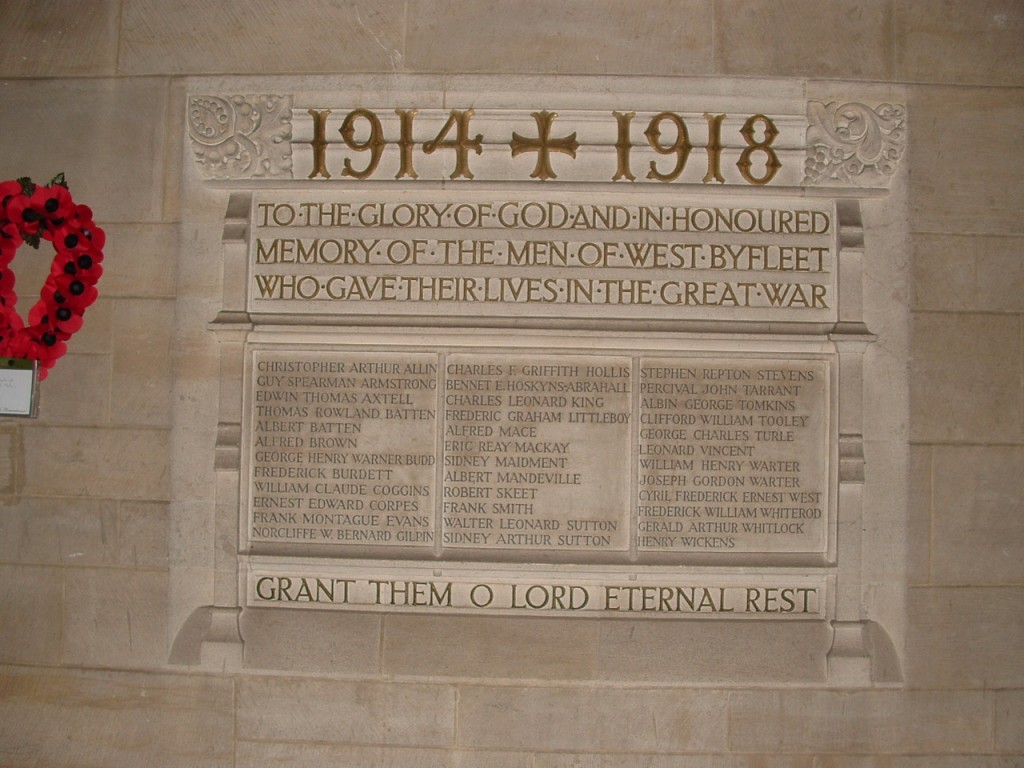 1914 ✠ 1918
TO·THE·GLORY·OF·GOD·AND·IN·HONOURED
MEMORY·OF·THE·MEN·OF·WEST·BYFLEET
WHO·GAVE·THEIR·LIVES·IN·THE·GREAT·WAR
CHRISTOPHER ARTHUR ALLIN
GUY SPEARMAN ARMSTRONG
EDWIN THOMAS AXTELL
THOMAS ROWLAND BATTEN
ALBERT BATTEN
ALFRED BROWN
GEORGE HENRY WARNER BUDD
FREDERICK BURDETT
WILLIAM CLAUDE COGGINS
ERNEST EDWARD CORPES
FRANK MONTAGUE EVANS
NORCLIFFE W. BERNARD GILPIN
CHARLES F. GRIFFITH HOLLIS
BENNET E. HOSKYNS-ABRAHALL
CHARLES LEONARD KING
FREDERIC GRAHAM LITTLEBOY
ALFRED MACE
ERIC REAY MACKAY
SIDNEY MAIDMENT
ALBERT MANDEVILLE
ROBERT SKEET
FRANK SMITH
WALTER LEONARD SUTTON
SIDNEY ARTHUR SUTTON
STEPHEN REPTON STEVENS
PERCIVAL JOHN TARRANT
ALBIN GEORGE TOMKINS
CLIFFORD WILLIAM TOOLEY
GEORGE CHARLES TURLE
LEONARD VINCENT
WILLIAM HENRY WARTER
JOSEPH GORDON WARTER
CYRIL FREDERICK ERNEST WEST
FREDERICK WILLIAM WHITEROD
GERALD ARTHUR WHITLOCK
HENRY WICKENS
GRANT THEM O LORD ETERNAL REST